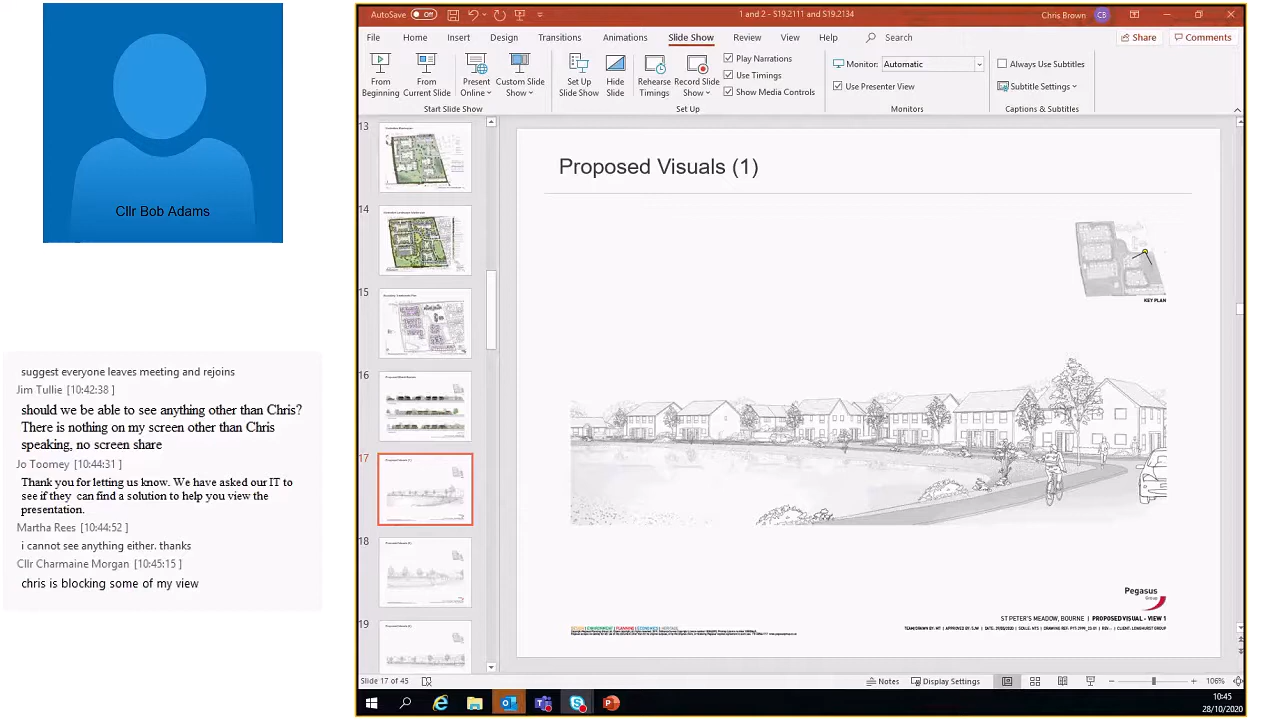 AutoSave Off
1 and 2 - S19.2111 and S19.2134
Chris Brown CB
File Home Insert Design Transitions Animations Slide Show Review View Help Search
Share Comments
From Beginning
From Current Slide
Present Online
Custom Slide Show
Start Slide Show
Set Up Slide Show
Hide Slide
Rehearse Timings
Record Slide Show
Play Narrations
Use Timings
Show Media Controls
Set Up
Monitor: Automatic
Use Presenter View
Monitors
Always Use Subtitles
Subtitle Settings
Captions & Subtitles
Cllr Bob Adams
suggest everyone leaves meeting and rejoins
Jim Tullie [10:42:38 ]
should we be able to see anything other than Chris?
There is nothing on my screen other than Chris
speaking, no screen share
Jo Toomey [10:44:31 ]
Thank you for letting us know. We have asked our IT to
see if they can find a solution to help you view the
presentation.
Martha Rees [10:44:52 ]
i cannot see anything either. thanks
Cllr Charmaine Morgan [10:45:15 ]
chris is blocking some of my view
13
14
15
16
17
18
19
Proposed Visuals (1)
KEY PLAN
Pegasus
Group
ST PETER'S MEADOW, BOURNE | PROPOSED VISUAL - VIEW 1
Slide 17 of 45
Notes
Display Settings
106%
10:45
28/10/2020